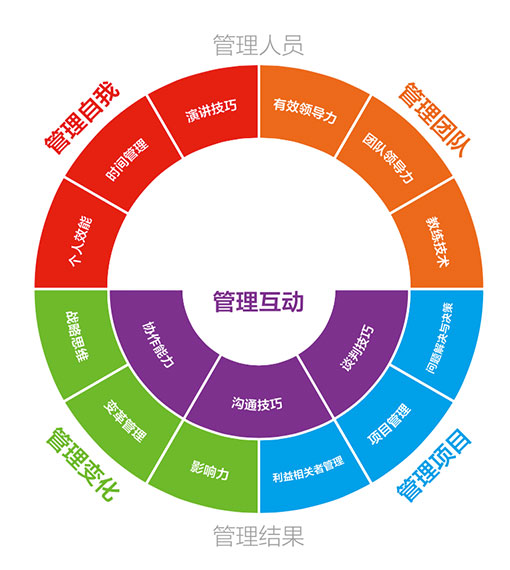 管理人员
管理自我
管理团队
演讲技巧
有效领导力
时间管理
团队领导力
个人效能
教练技术
管理互动
战略思维
协作能力
沟通技巧
谈判技巧
问题解决与决策
变革管理
项目管理
影响力
利益相关者管理
管理变化
管理项目
管理结果